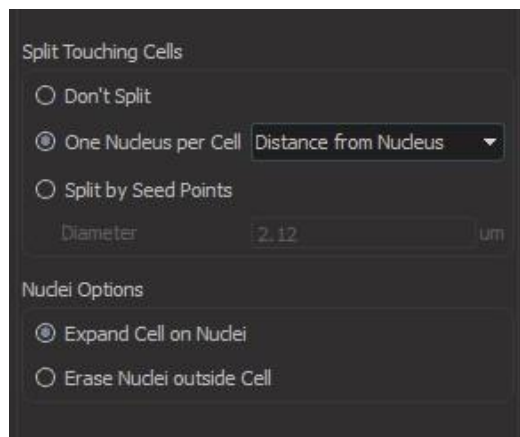 Split Touching Cells
Don't Split
One Nucleus per Cell Distance from Nucleus
Split by Seed Points
Diameter 2.12 um
Nuclei Options
Expand Cell on Nuclei
Erase Nuclei outside Cell